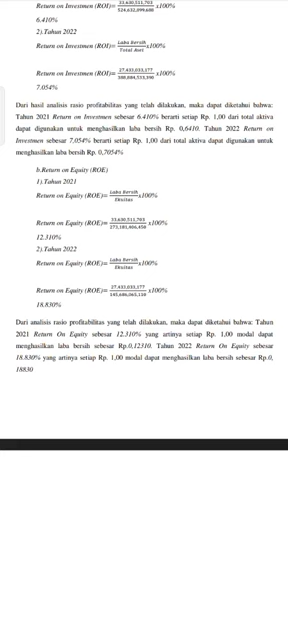 Return on Investmen (ROI)= 33,630,511,703 / 524,632,099,608 x100%
6.410%
2).Tahun 2022
Return on Investmen (ROI)= Laba Bersih / Total Aset x100%
Return on Investmen (ROI)= 27,433,033,177 / 388,884,533,390 x100%
7.054%
Dari hasil analisis rasio profitabilitas yang telah dilakukan, maka dapat diketahui bahwa:
Tahun 2021 Return on Investmen sebesar 6.410% berarti setiap Rp. 1,00 dari total aktiva
dapat digunakan untuk menghasilkan laba bersih Rp. 0,6410. Tahun 2022 Return on
Investmen sebesar 7,054% berarti setiap Rp. 1,00 dari total aktiva dapat digunakan untuk
menghasilkan laba bersih Rp. 0,7054%
b.Return on Equity (ROE)
1).Tahun 2021
Return on Equity (ROE)= Laba Bersih / Ekuitas x100%
Return on Equity (ROE)= 33,630,511,703 / 273,181,406,450 x100%
12.310%
2).Tahun 2022
Return on Equity (ROE)= Laba Bersih / Ekuitas x100%
Return on Equity (ROE)= 27,433,033,177 x100%
18.830%
Dari analisis rasio profitabilitas yang telah dilakukan, maka dapat diketahui bahwa: Tahun
2021 Return On Equity sebesar 12.310% yang artinya setiap Rp. 1,00 modal dapat
menghasilkan laba bersih sebesar Rp.0,12310. Tahun 2022 Return On Equity sebesar
18.830% yang artinya setiap Rp. 1,00 modal dapat menghasilkan laba bersih sebesar Rp.0,
18830